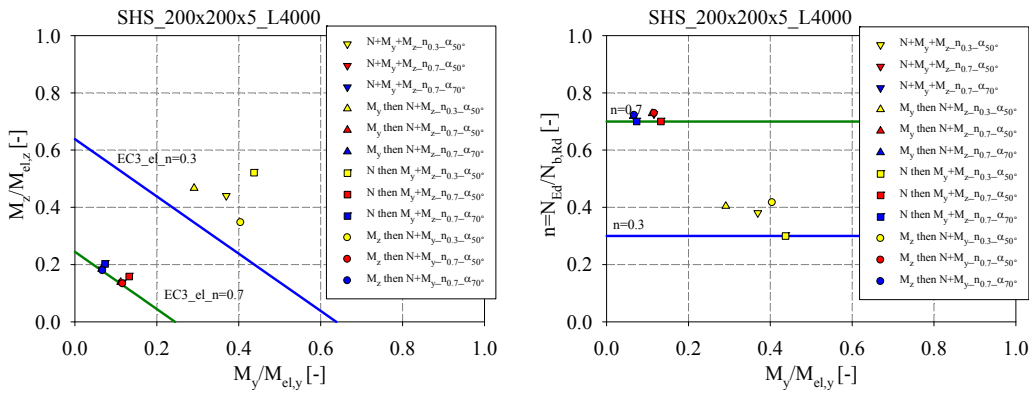 SHS_200x200x5_L4000
M_z/M_el,z [-]
1.0
0.8
0.6
0.4
0.2
0.0
0.0 0.2 0.4 0.6 0.8 1.0
M_y/M_el,y [-]
EC3_el_n=0.3
EC3_el_n=0.7
N+M_y+M_z_n_0.3_α_50°
N+M_y+M_z_n_0.7_α_50°
N+M_y+M_z_n_0.7_α_70°
M_y then N+M_z_n_0.3_α_50°
M_y then N+M_z_n_0.7_α_50°
M_y then N+M_z_n_0.7_α_70°
N then M_y+M_z_n_0.3_α_50°
N then M_y+M_z_n_0.7_α_50°
N then M_y+M_z_n_0.7_α_70°
M_z then N+M_y_n_0.3_α_50°
M_z then N+M_y_n_0.7_α_50°
M_z then N+M_y_n_0.7_α_70°
SHS_200x200x5_L4000
n=N_Ed/N_b,Rd [-]
1.0
0.8
0.6
0.4
0.2
0.0
0.0 0.2 0.4 0.6 0.8 1.0
M_y/M_el,y [-]
n=0.7
n=0.3
N+M_y+M_z_n_0.3_α_50°
N+M_y+M_z_n_0.7_α_50°
N+M_y+M_z_n_0.7_α_70°
M_y then N+M_z_n_0.3_α_50°
M_y then N+M_z_n_0.7_α_50°
M_y then N+M_z_n_0.7_α_70°
N then M_y+M_z_n_0.3_α_50°
N then M_y+M_z_n_0.7_α_50°
N then M_y+M_z_n_0.7_α_70°
M_z then N+M_y_n_0.3_α_50°
M_z then N+M_y_n_0.7_α_50°
M_z then N+M_y_n_0.7_α_70°